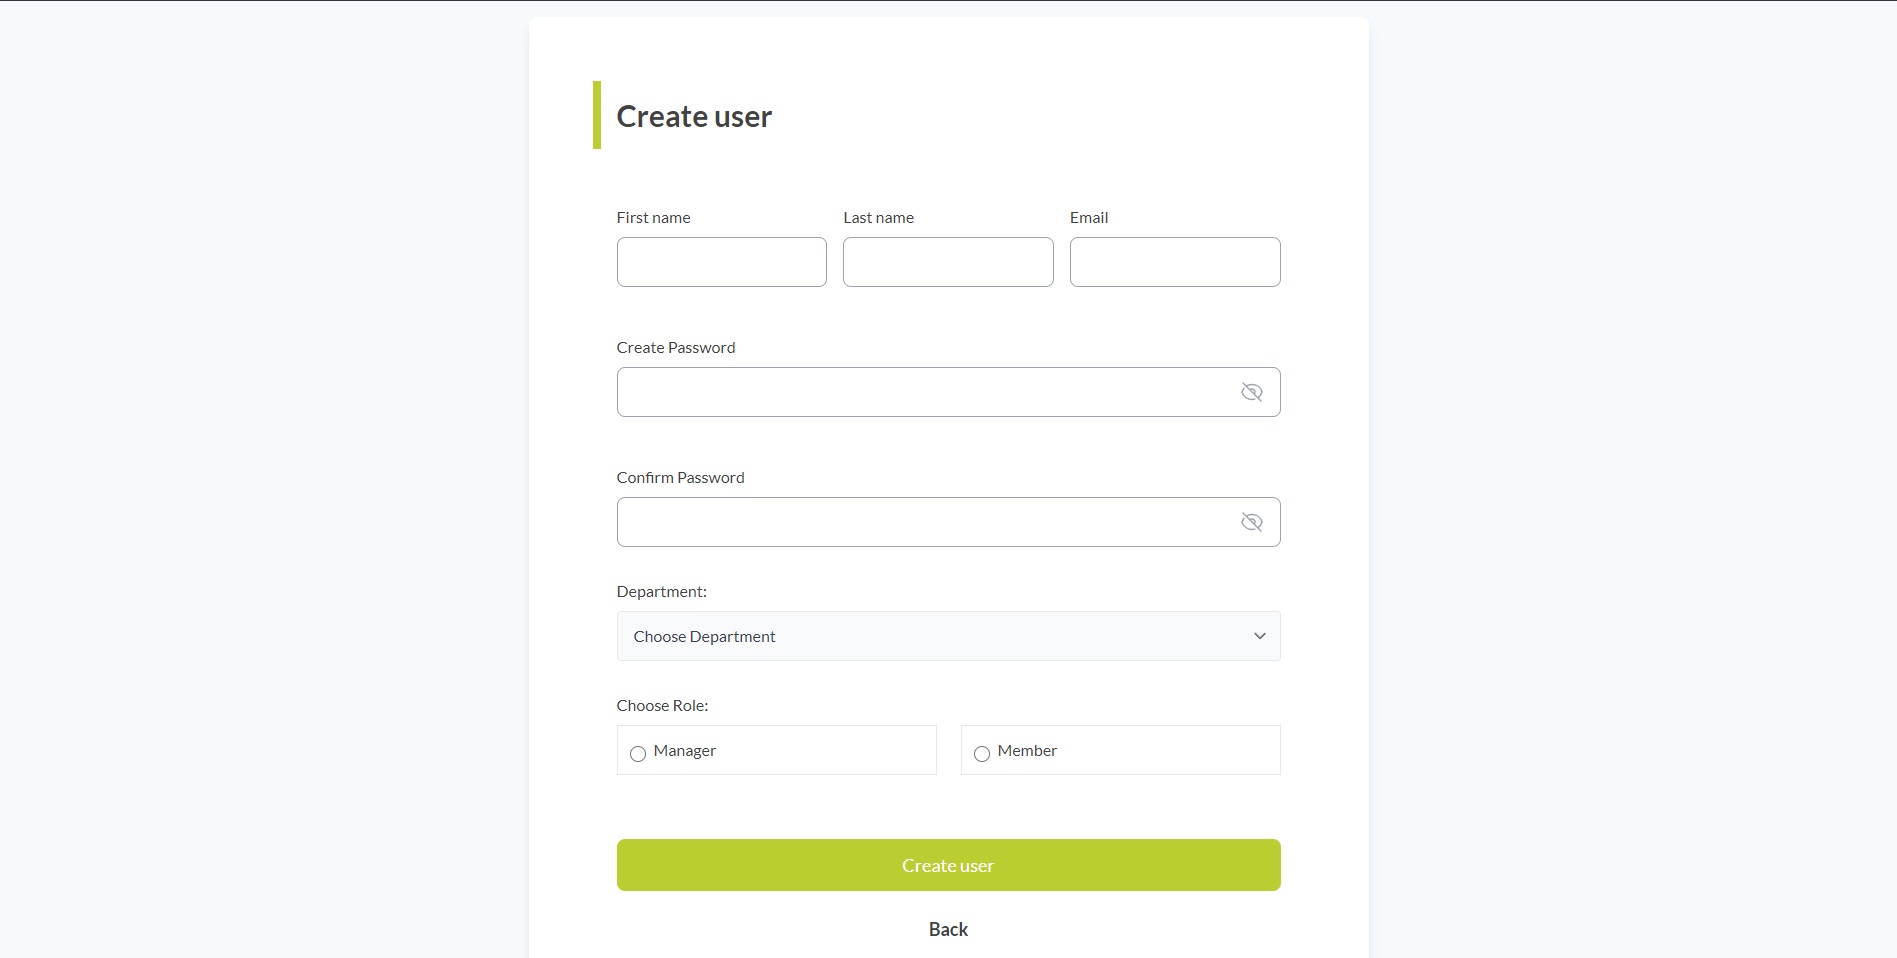 Create user
First name Last name Email
Create Password
Confirm Password
Department:
Choose Department
Choose Role:
Manager Member
Create user
Back